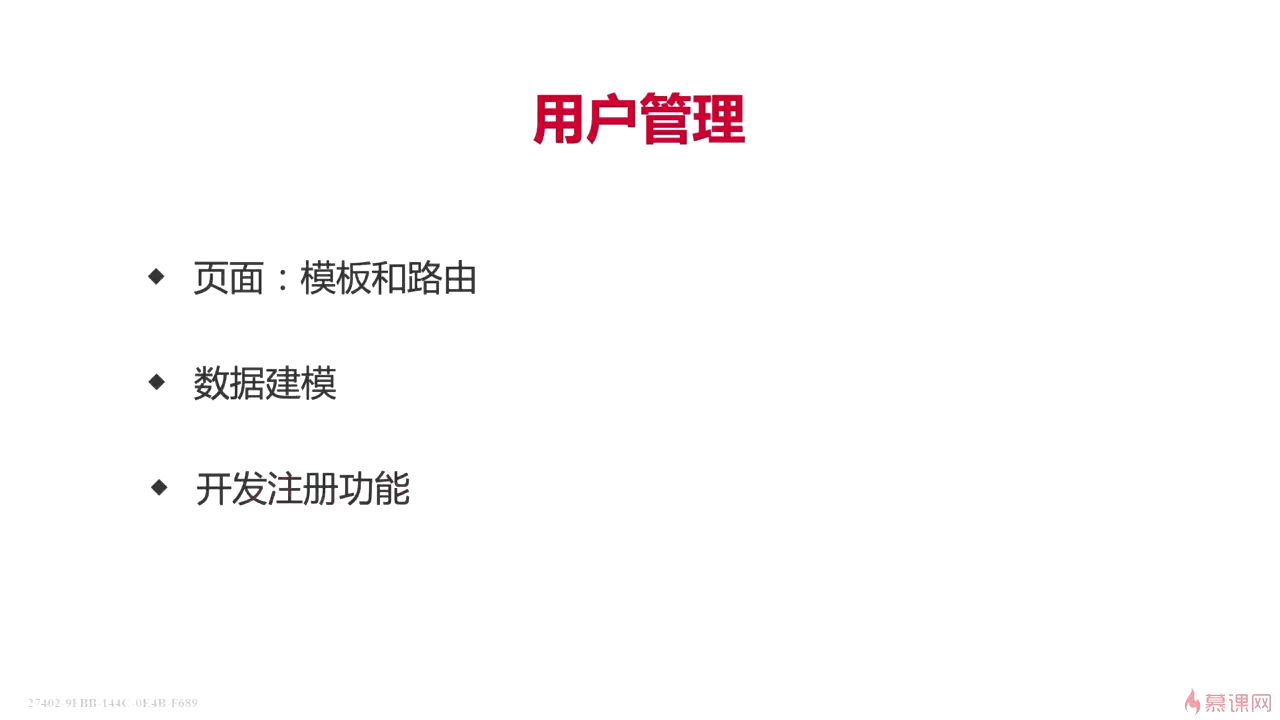 用户管理
◆ 页面：模板和路由
◆ 数据建模
◆ 开发注册功能
慕课网